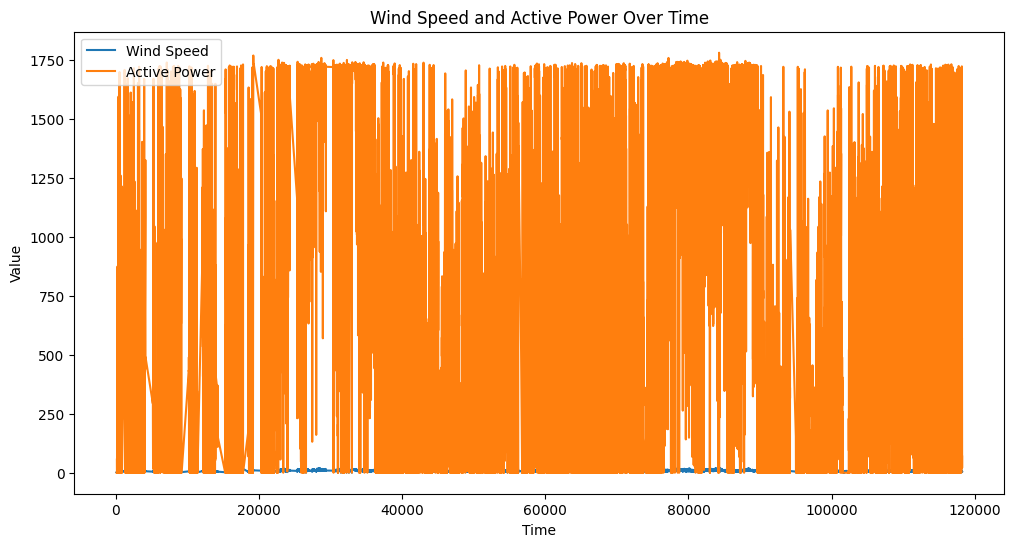 Wind Speed and Active Power Over Time
Wind Speed
Active Power
Value
1750
1500
1250
1000
750
500
250
0
0 20000 40000 60000 80000 100000 120000
Time